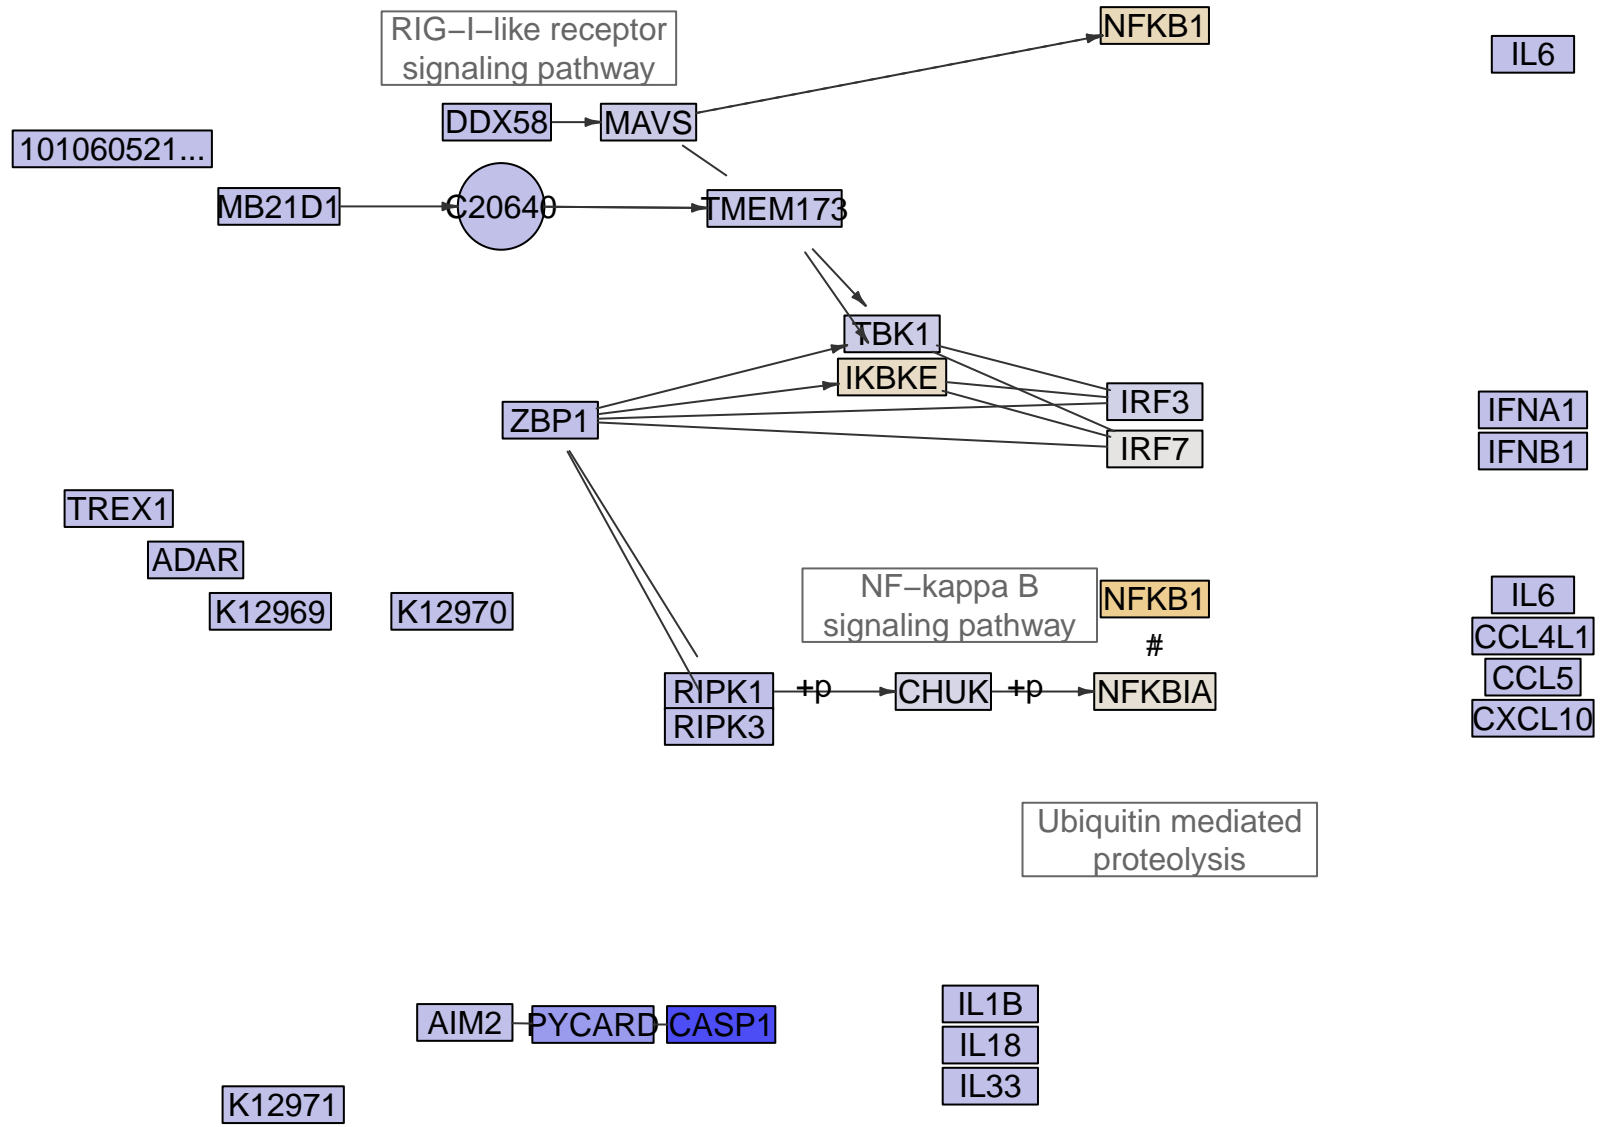 RIG−I−like receptor
signaling pathway
NFKB1
IL6
DDX58
MAVS
101060521...
MB21D1
C20640
TMEM173
TBK1
IKBKE
ZBP1
IRF3
IRF7
IFNA1
IFNB1
TREX1
ADAR
K12969
K12970
NF−kappa B
signaling pathway
NFKB1
#
IL6
CCL4L1
CCL5
CXCL10
RIPK1
+p
CHUK
+p
NFKBIA
RIPK3
Ubiquitin mediated
proteolysis
AIM2
PYCARD
CASP1
IL1B
IL18
IL33
K12971